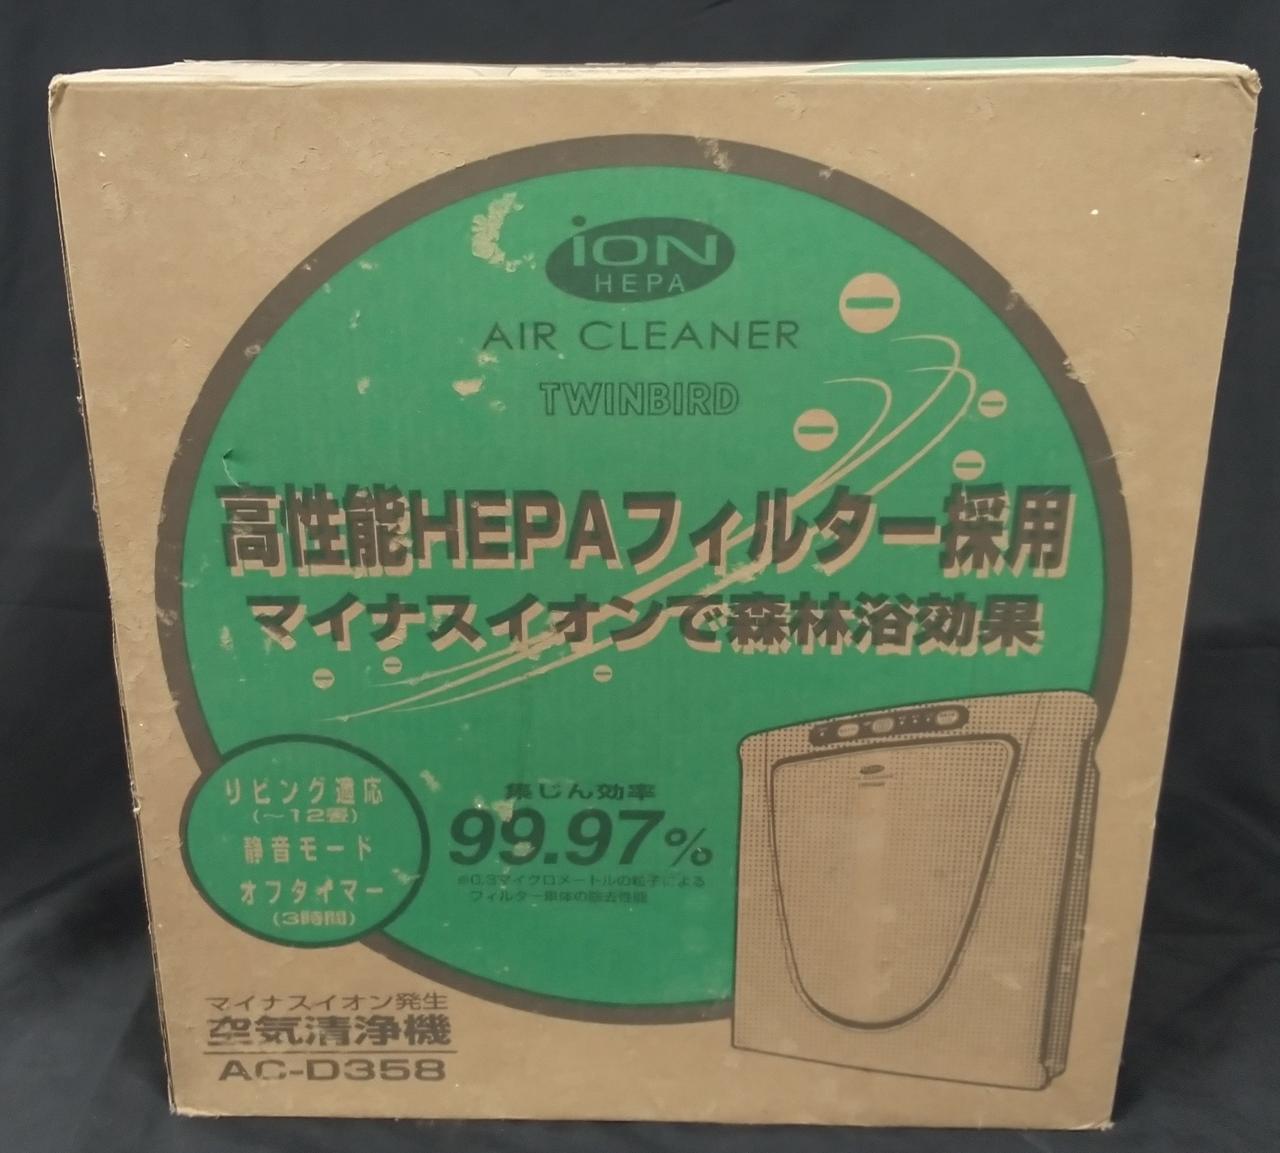 iON
HEPA
AIR CLEANER
TWINBIRD
高性能HEPAフィルター採用
マイナスイオンで森林浴効果
リビング適応
(~12畳)
静音モード
オフタイマー
(3時間)
集じん効率
99.97%
※0.3マイクロメートルの粒子による
フィルター単体の除去性能
マイナスイオン発生
空気清浄機
AC-D358